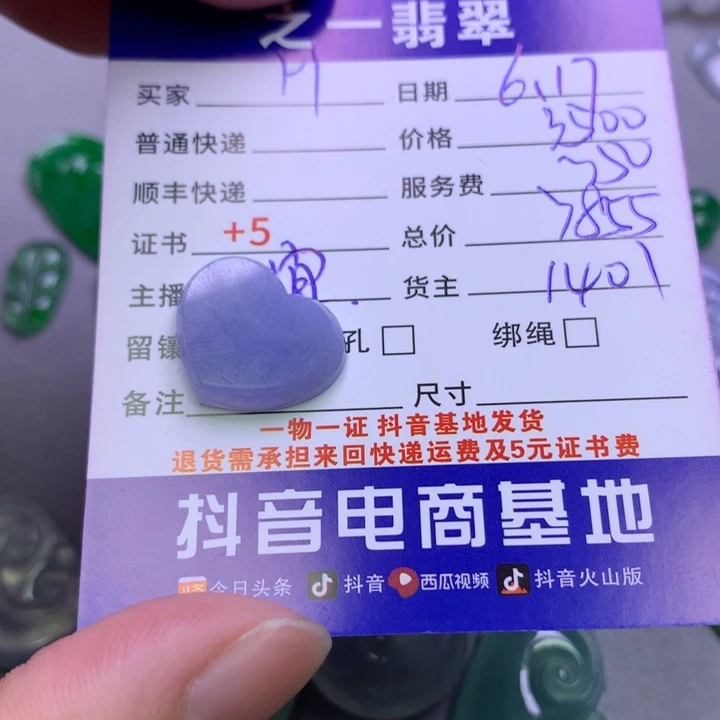 之一翡翠
买家 日期 6.17
普通快递 价格
顺丰快递 服务费
证书 +5 总价 7855
主播 货主 1401
留镶 孔 绑绳
备注 尺寸
一物一证 抖音基地发货
退货需承担来回快递运费及5元证书费
抖音电商基地
今日头条 抖音 西瓜视频 抖音火山版